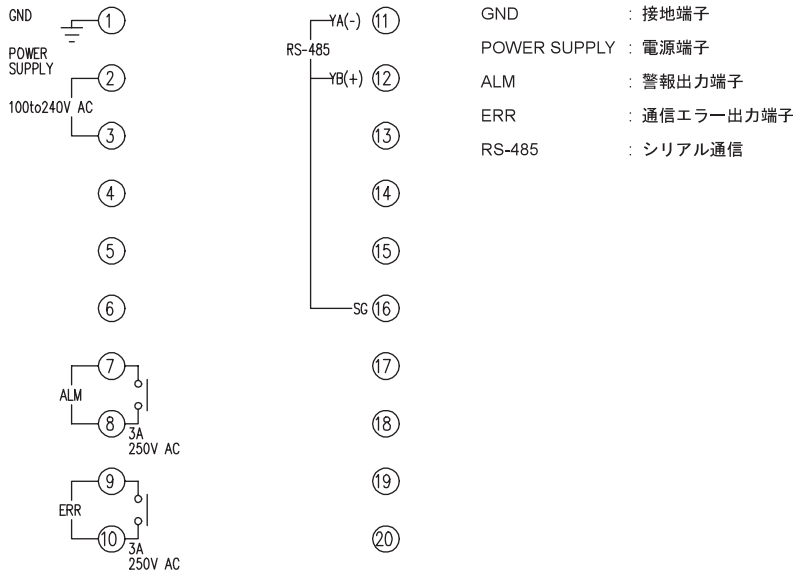 GND
1
POWER
SUPPLY
2
100to240V AC
3
4
5
6
7
ALM
8
3A
250V AC
9
ERR
10
3A
250V AC
YA(-) 11
RS-485
YB(+) 12
13
14
15
SG 16
17
18
19
20
GND : 接地端子
POWER SUPPLY : 電源端子
ALM : 警報出力端子
ERR : 通信エラー出力端子
RS-485 : シリアル通信